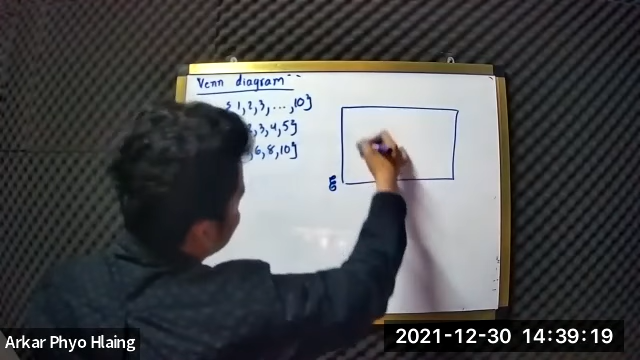 Venn diagram
{1, 2, 3, ..., 10}
, 3, 4, 5}
, 6, 8, 10}
ξ
Arkar Phyo Hlaing
2021-12-30 14:39:19